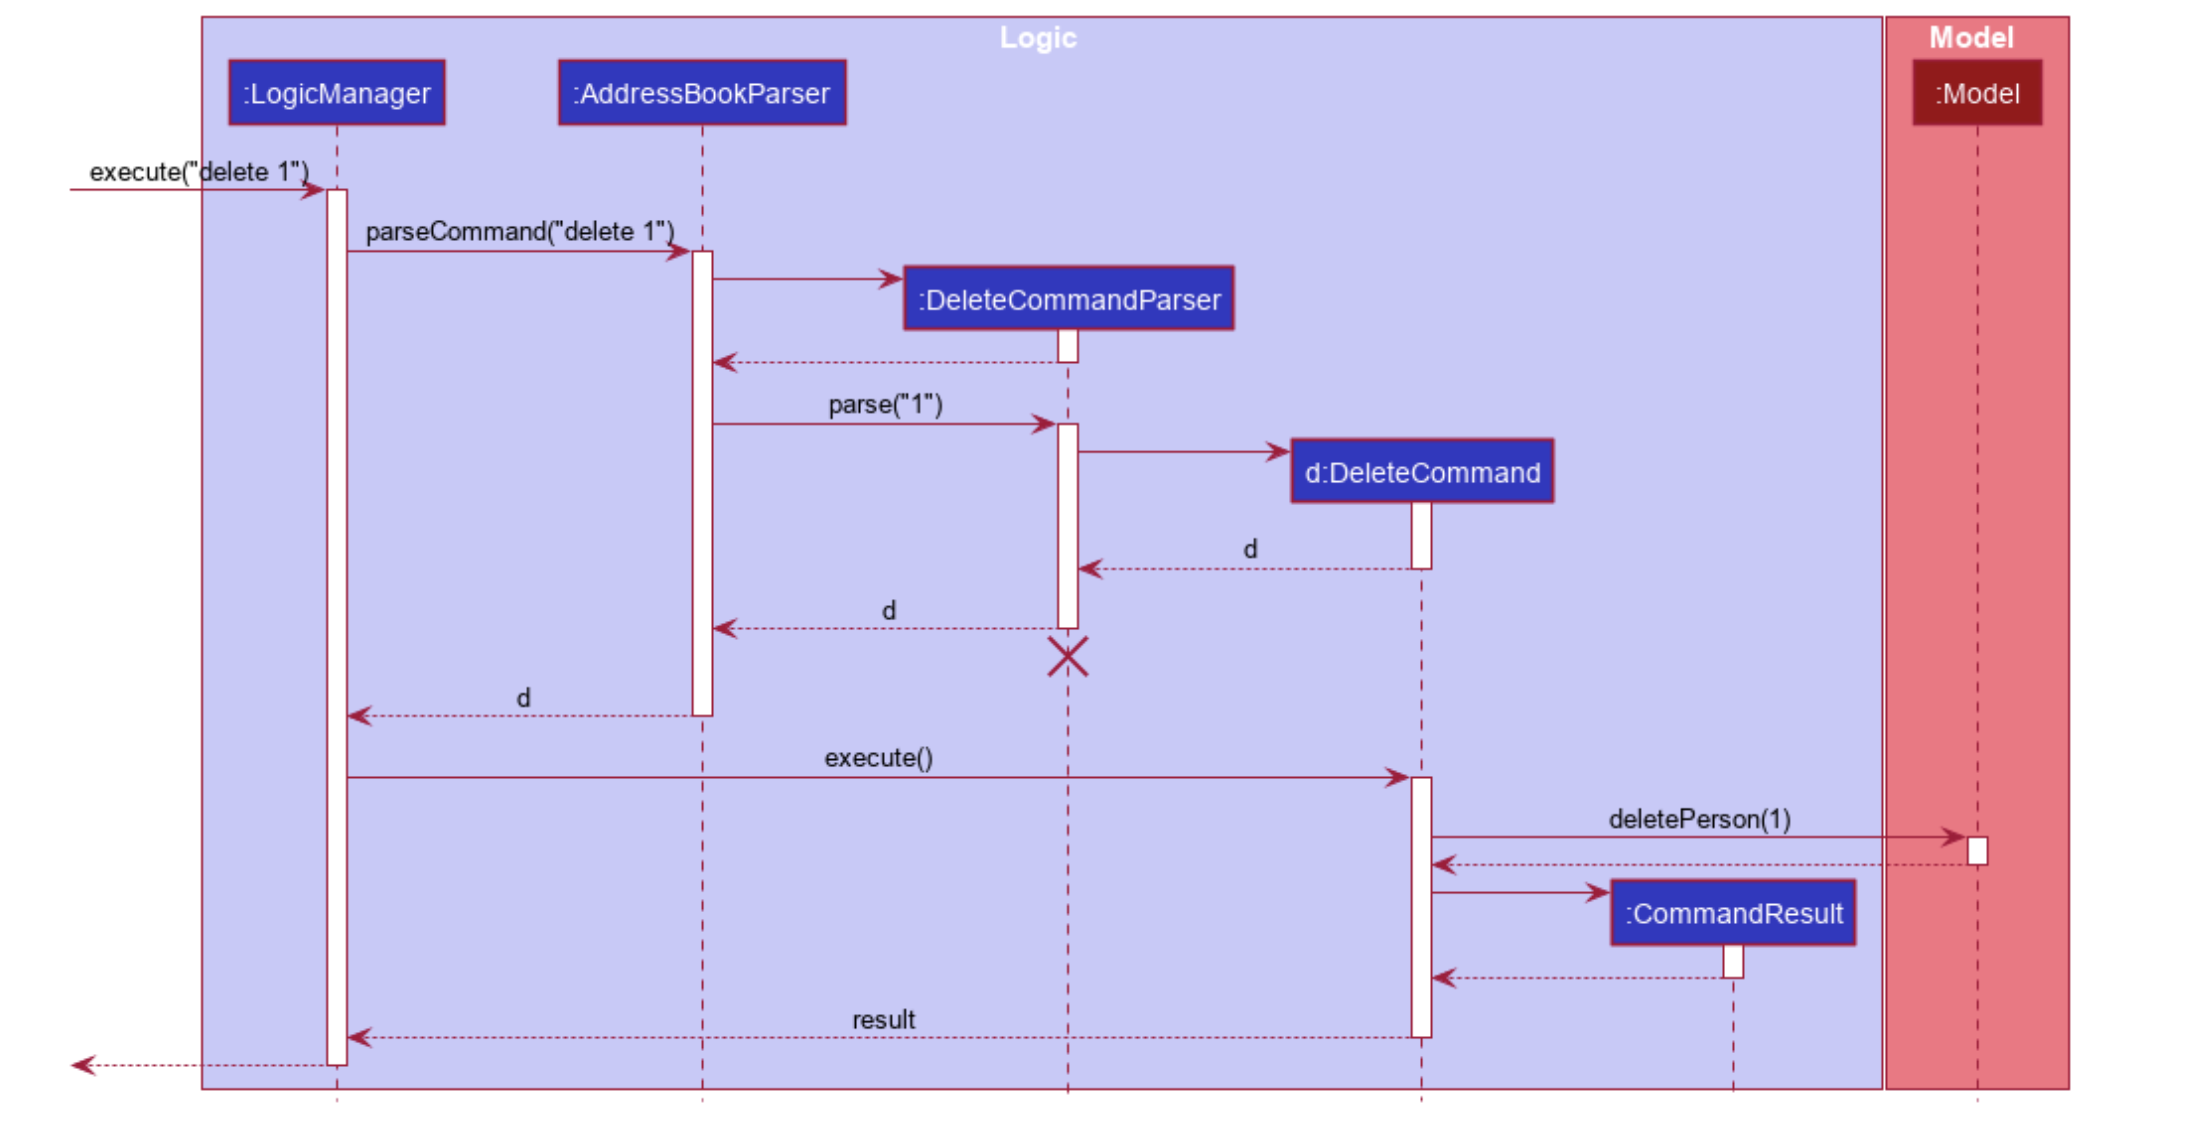 Logic
Model
:LogicManager
:AddressBookParser
:Model
execute("delete 1")
parseCommand("delete 1")
:DeleteCommandParser
parse("1")
d:DeleteCommand
d
d
d
execute()
deletePerson(1)
:CommandResult
result